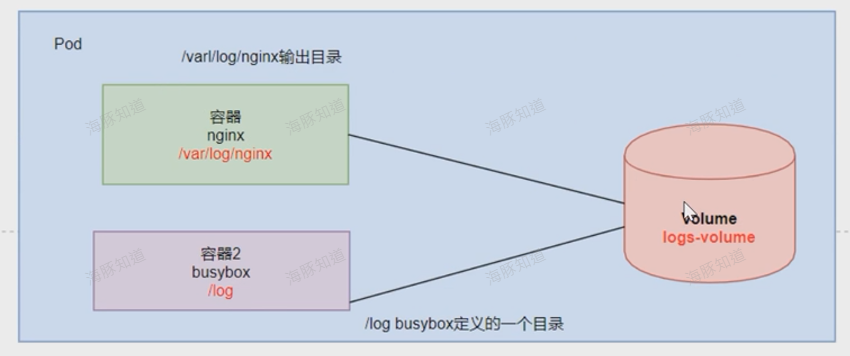 Pod
/varl/log/nginx输出目录
容器
nginx
/var/log/nginx
Volume
logs-volume
容器2
busybox
/log
/log busybox定义的一个目录
海豚知道
海豚知道
海豚知道
海豚知道
海豚知道
海豚知道
海豚知道
海豚知道